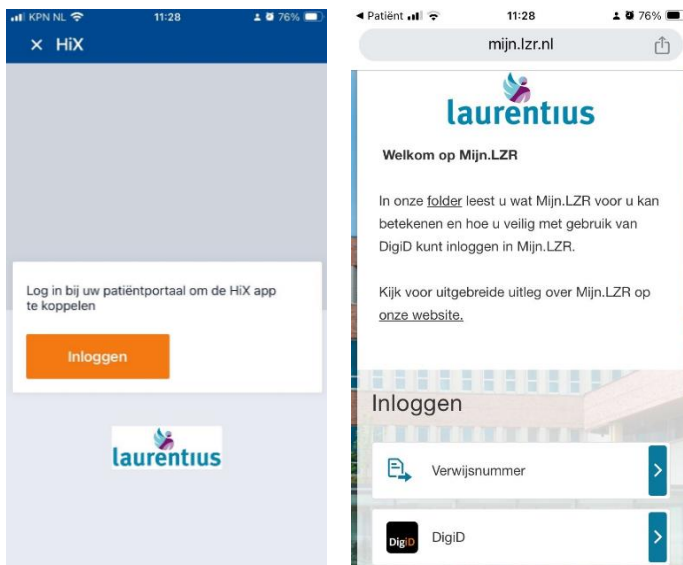 KPN NL 11:28 76%
HiX
Log in bij uw patiëntportaal om de HiX app
te koppelen
Inloggen
laurentıus
Patiënt 11:28 76%
mijn.lzr.nl
laurentıus
Welkom op Mijn.LZR
In onze folder leest u wat Mijn.LZR voor u kan
betekenen en hoe u veilig met gebruik van
DigiD kunt inloggen in Mijn.LZR.
Kijk voor uitgebreide uitleg over Mijn.LZR op
onze website.
Inloggen
Verwijsnummer
DigiD DigiD